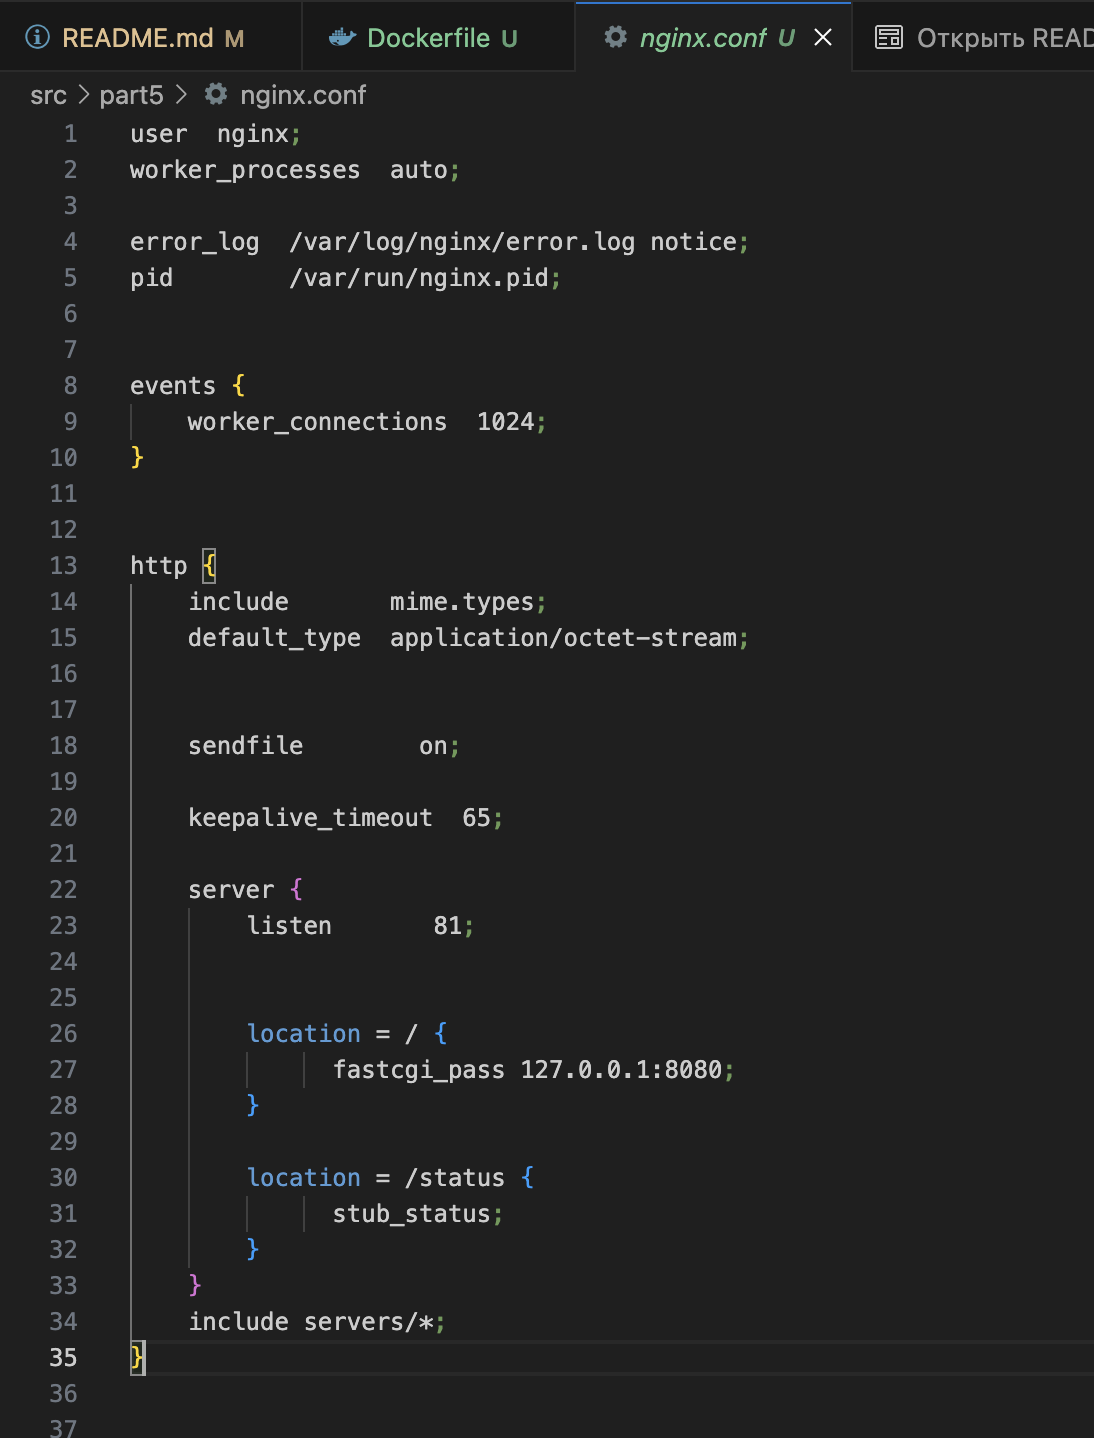 README.md M Dockerfile U nginx.conf U Открыть READ
src > part5 > nginx.conf
1 user  nginx;
2 worker_processes  auto;
3
4 error_log  /var/log/nginx/error.log notice;
5 pid        /var/run/nginx.pid;
6
7
8 events {
9     worker_connections  1024;
10 }
11
12
13 http {
14     include       mime.types;
15     default_type  application/octet-stream;
16
17
18     sendfile        on;
19
20     keepalive_timeout  65;
21
22     server {
23         listen       81;
24
25
26         location = / {
27               fastcgi_pass 127.0.0.1:8080;
28         }
29
30         location = /status {
31               stub_status;
32         }
33     }
34     include servers/*;
35 }
36
37